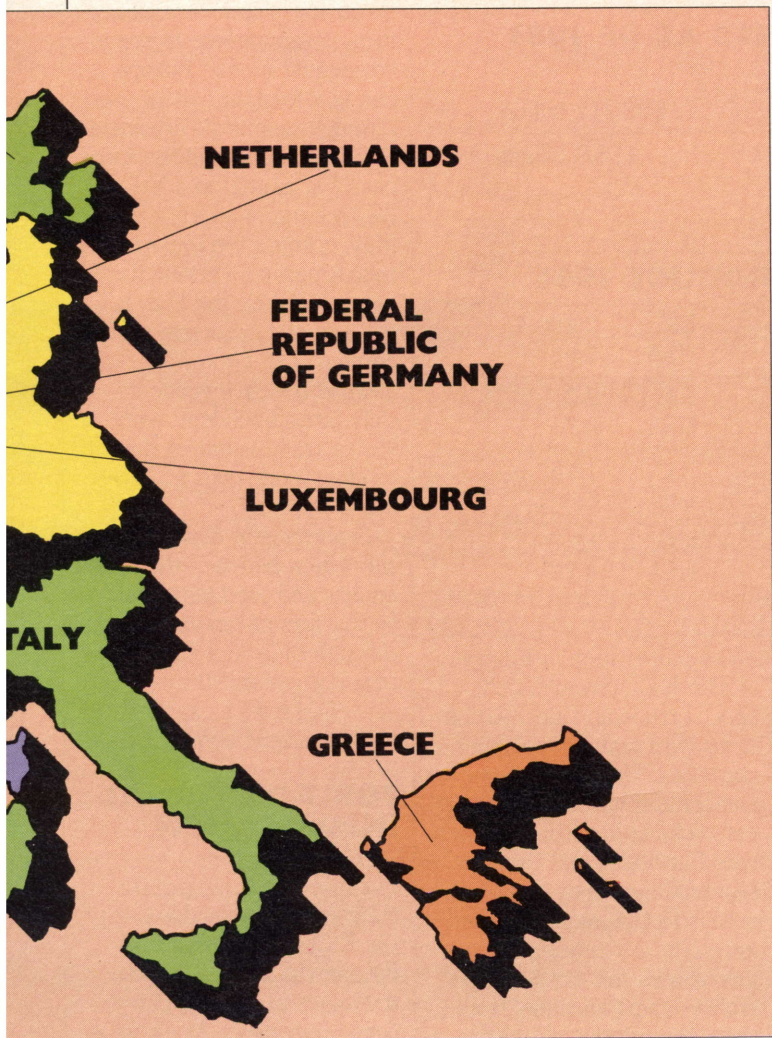 NETHERLANDS
FEDERAL
REPUBLIC
OF GERMANY
LUXEMBOURG
TALY
GREECE